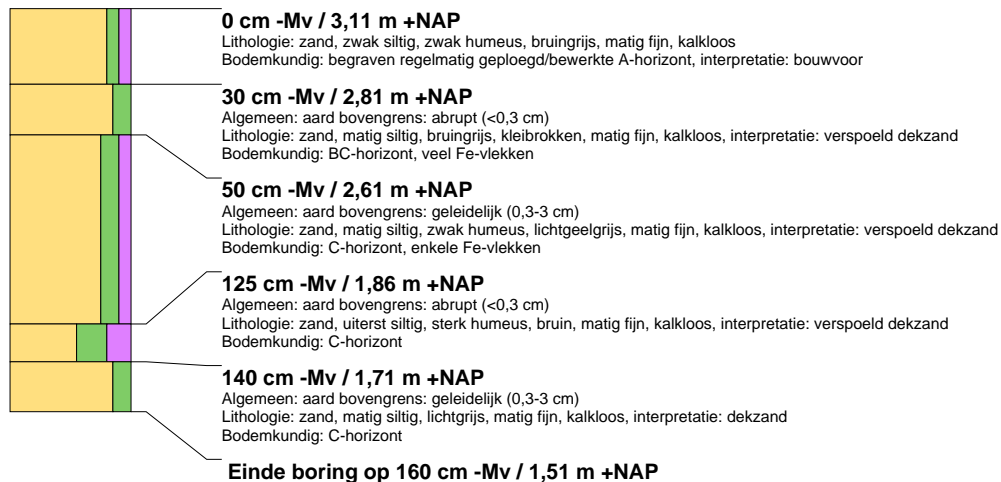 0 cm -Mv / 3,11 m +NAP
Lithologie: zand, zwak siltig, zwak humeus, bruingrijs, matig fijn, kalkloos
Bodemkundig: begraven regelmatig geploegd/bewerkte A-horizont, interpretatie: bouwvoor
30 cm -Mv / 2,81 m +NAP
Algemeen: aard bovengrens: abrupt (<0,3 cm)
Lithologie: zand, matig siltig, bruingrijs, kleibrokken, matig fijn, kalkloos, interpretatie: verspoeld dekzand
Bodemkundig: BC-horizont, veel Fe-vlekken
50 cm -Mv / 2,61 m +NAP
Algemeen: aard bovengrens: geleidelijk (0,3-3 cm)
Lithologie: zand, matig siltig, zwak humeus, lichtgeelgrijs, matig fijn, kalkloos, interpretatie: verspoeld dekzand
Bodemkundig: C-horizont, enkele Fe-vlekken
125 cm -Mv / 1,86 m +NAP
Algemeen: aard bovengrens: abrupt (<0,3 cm)
Lithologie: zand, uiterst siltig, sterk humeus, bruin, matig fijn, kalkloos, interpretatie: verspoeld dekzand
Bodemkundig: C-horizont
140 cm -Mv / 1,71 m +NAP
Algemeen: aard bovengrens: geleidelijk (0,3-3 cm)
Lithologie: zand, matig siltig, lichtgrijs, matig fijn, kalkloos, interpretatie: dekzand
Bodemkundig: C-horizont
Einde boring op 160 cm -Mv / 1,51 m +NAP